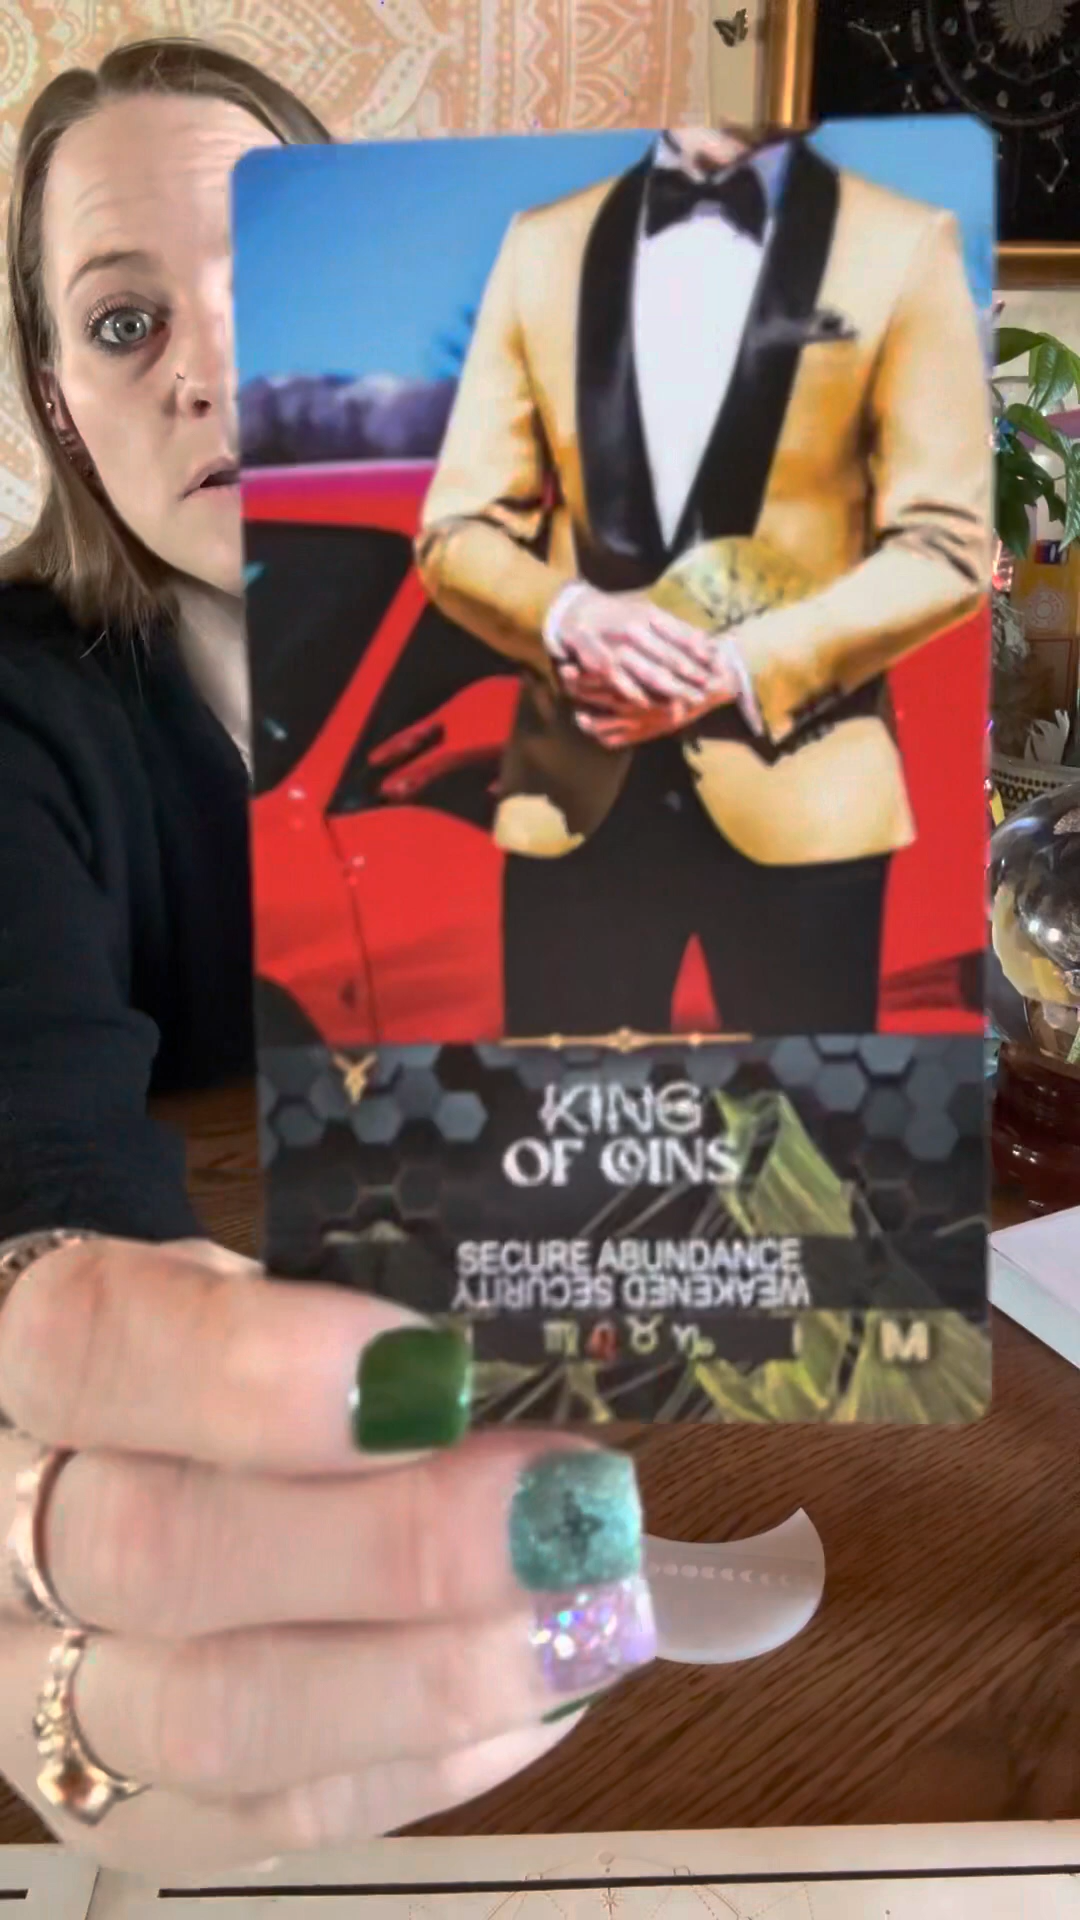 KING
OF COINS
SECURE ABUNDANCE
WEAKENED SECURITY
♍ ♌ ♉ ♑
M